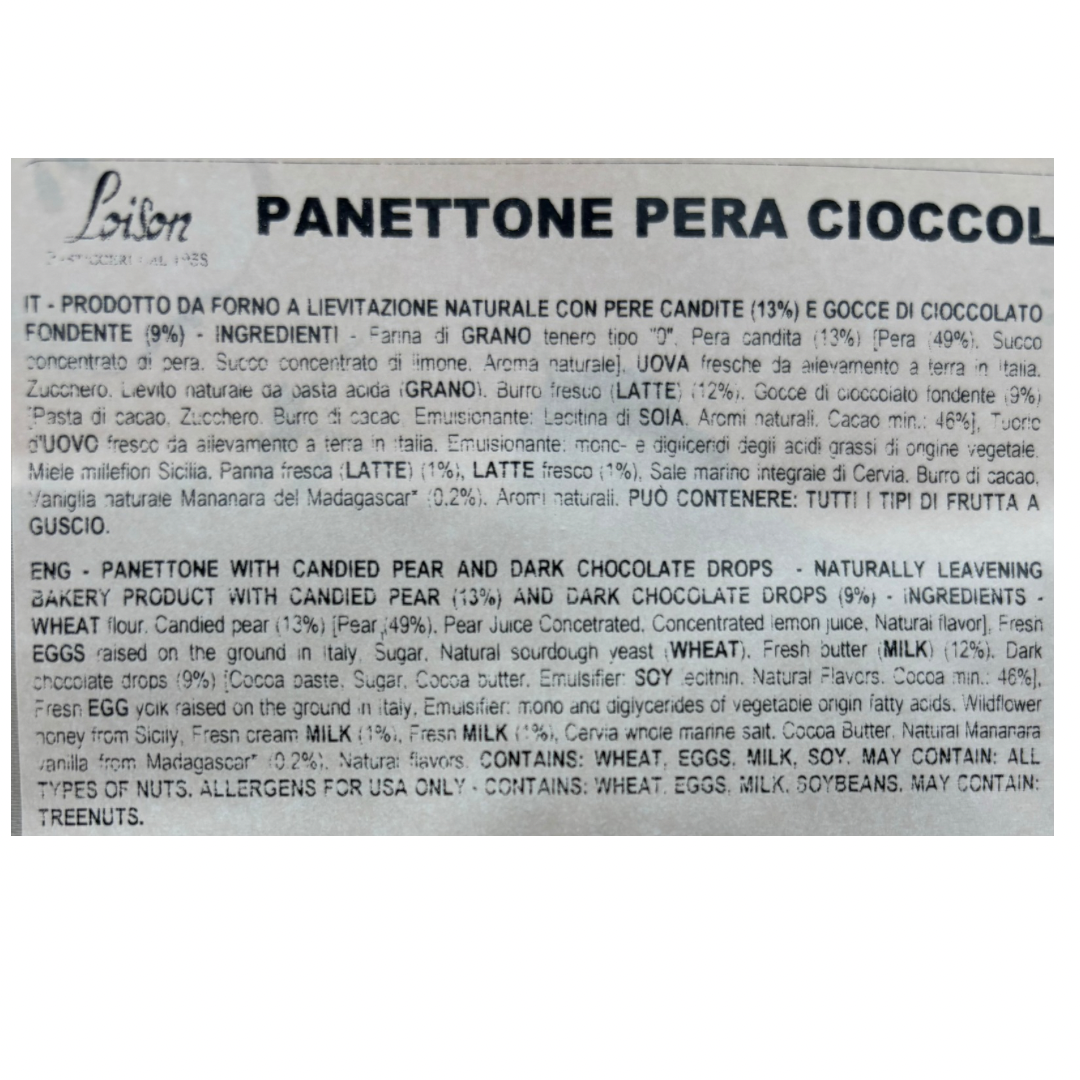 Loison
PASTICCERI DAL 1938
PANETTONE PERA CIOCCOL
IT - PRODOTTO DA FORNO A LIEVITAZIONE NATURALE CON PERE CANDITE (13%) E GOCCE DI CIOCCOLATO
FONDENTE (9%) - INGREDIENTI - Farina di GRANO tenero tipo "0", Pera candita (13%) [Pera (49%), Succo
concentrato di pera, Succo concentrato di limone, Aroma naturale], UOVA fresche da allevamento a terra in Italia,
Zucchero, Lievito naturale da pasta acida (GRANO), Burro fresco (LATTE) (12%), Gocce di cioccolato fondente (9%)
[Pasta di cacao, Zucchero, Burro di cacao, Emulsionante: Lecitina di SOIA, Aromi naturali, Cacao min.: 46%], Tuorlo
d'UOVO fresco da allevamento a terra in Italia, Emulsionante: mono- e digliceridi degli acidi grassi di origine vegetale,
Miele millefiori Sicilia, Panna fresca (LATTE) (1%), LATTE fresco (1%), Sale marino integrale di Cervia, Burro di cacao,
Vaniglia naturale Mananara del Madagascar* (0.2%), Aromi naturali. PUÒ CONTENERE: TUTTI I TIPI DI FRUTTA A
GUSCIO.
ENG - PANETTONE WITH CANDIED PEAR AND DARK CHOCOLATE DROPS - NATURALLY LEAVENING
BAKERY PRODUCT WITH CANDIED PEAR (13%) AND DARK CHOCOLATE DROPS (9%) - INGREDIENTS -
WHEAT flour, Candied pear (13%) [Pear (49%), Pear Juice Concetrated, Concentrated lemon juice, Natural flavor], Fresh
EGGS raised on the ground in Italy, Sugar, Natural sourdough yeast (WHEAT), Fresh butter (MILK) (12%), Dark
chocolate drops (9%) [Cocoa paste, Sugar, Cocoa butter, Emulsifier: SOY lecithin, Natural Flavors, Cocoa min.: 46%],
Fresh EGG yolk raised on the ground in Italy, Emulsifier: mono and diglycerides of vegetable origin fatty acids, Wildflower
honey from Sicily, Fresh cream MILK (1%), Fresh MILK (1%), Cervia whole marine salt, Cocoa Butter, Natural Mananara
vanilla from Madagascar* (0.2%), Natural flavors. CONTAINS: WHEAT, EGGS, MILK, SOY. MAY CONTAIN: ALL
TYPES OF NUTS. ALLERGENS FOR USA ONLY - CONTAINS: WHEAT, EGGS, MILK, SOYBEANS. MAY CONTAIN:
TREENUTS.